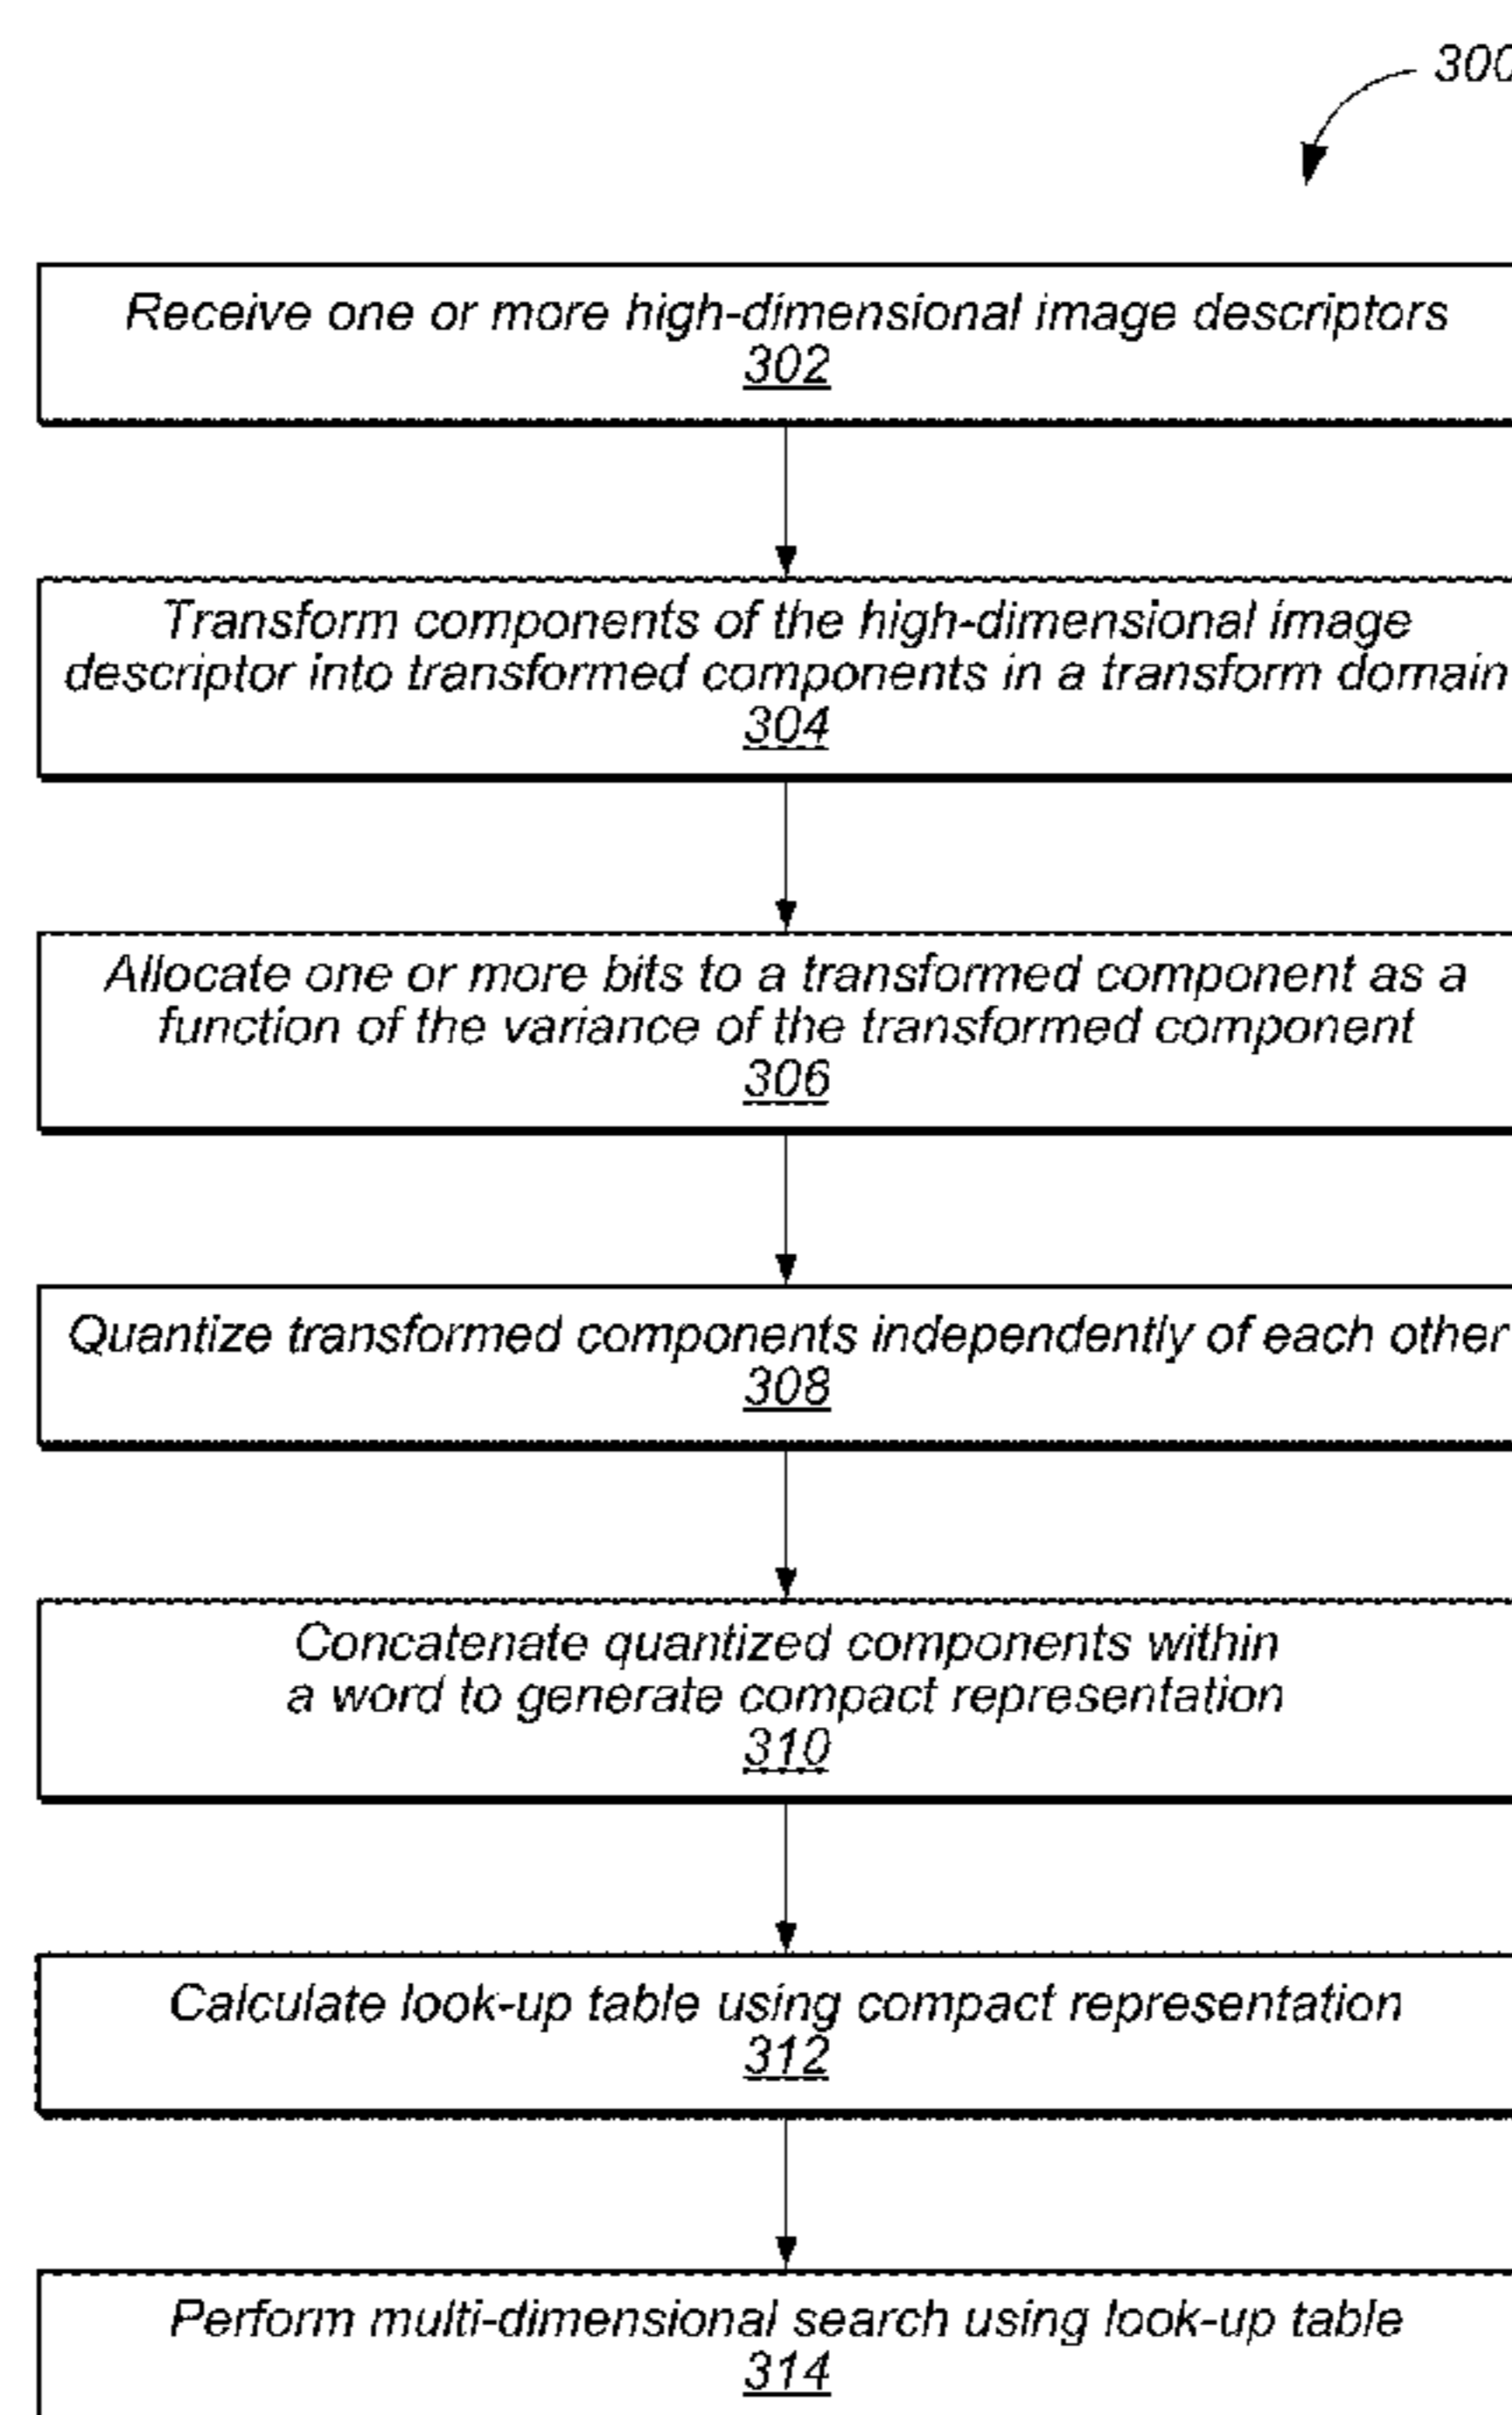 300
Receive one or more high-dimensional image descriptors
302
Transform components of the high-dimensional image
descriptor into transformed components in a transform domain
304
Allocate one or more bits to a transformed component as a
function of the variance of the transformed component
306
Quantize transformed components independently of each other
308
Concatenate quantized components within
a word to generate compact representation
310
Calculate look-up table using compact representation
312
Perform multi-dimensional search using look-up table
314